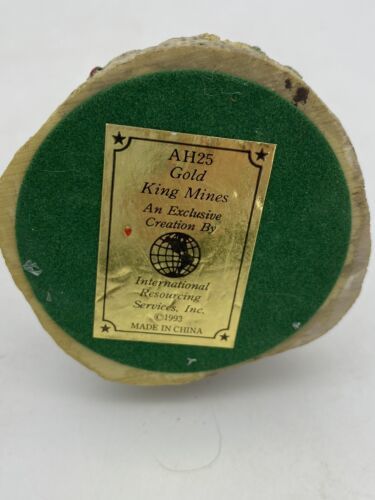 AH25
Gold
King Mines
An Exclusive
Creation By
International
Resourcing
Services, Inc.
©1993
MADE IN CHINA